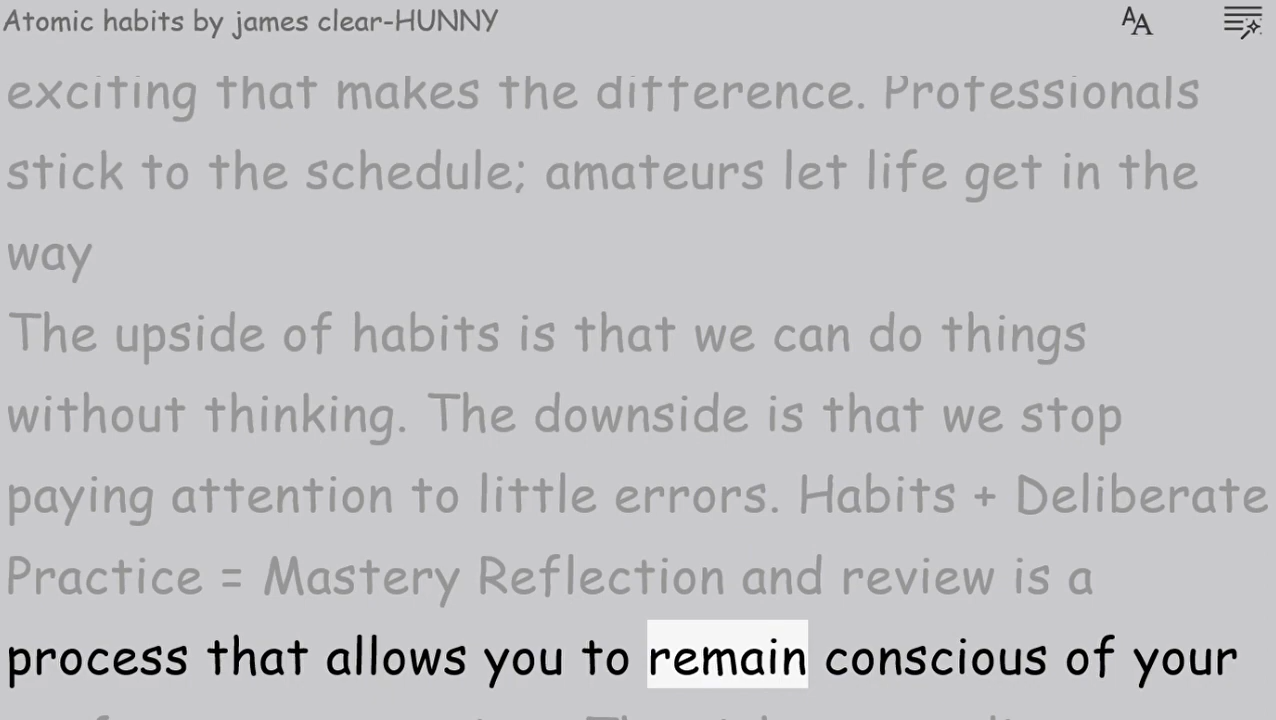 Atomic habits by james clear-HUNNY
exciting that makes the difference. Professionals
stick to the schedule; amateurs let life get in the
way
The upside of habits is that we can do things
without thinking. The downside is that we stop
paying attention to little errors. Habits + Deliberate
Practice = Mastery Reflection and review is a
process that allows you to remain conscious of your